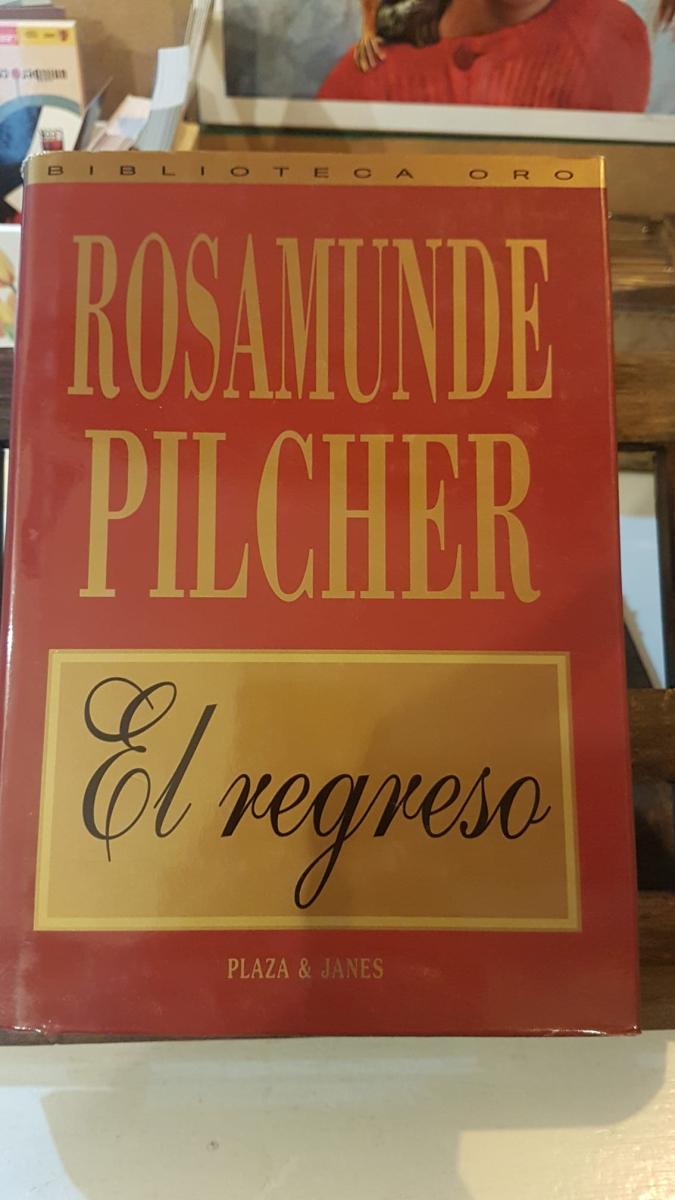 BIBLIOTECA ORO
ROSAMUNDE
PILCHER
El regreso
PLAZA & JANES